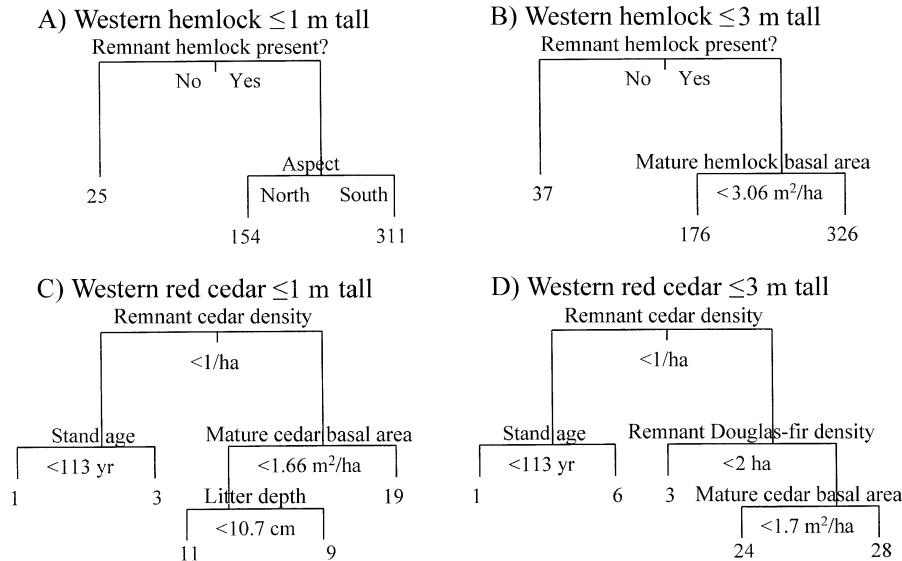 A) Western hemlock ≤1 m tall
Remnant hemlock present?
No Yes
Aspect
North South
25
154 311
B) Western hemlock ≤3 m tall
Remnant hemlock present?
No Yes
Mature hemlock basal area
<3.06 m²/ha
37
176 326
C) Western red cedar ≤1 m tall
Remnant cedar density
<1/ha
Stand age Mature cedar basal area
<113 yr <1.66 m²/ha
1 3 Litter depth 19
<10.7 cm
11 9
D) Western red cedar ≤3 m tall
Remnant cedar density
<1/ha
Stand age Remnant Douglas-fir density
<113 yr <2 ha
1 6 3 Mature cedar basal area
<1.7 m²/ha
24 28